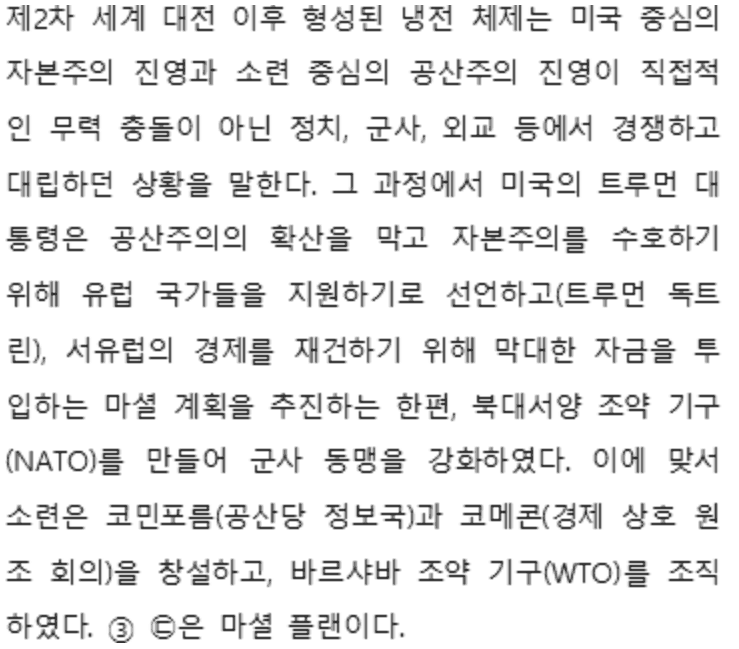 제2차 세계 대전 이후 형성된 냉전 체제는 미국 중심의
자본주의 진영과 소련 중심의 공산주의 진영이 직접적
인 무력 충돌이 아닌 정치, 군사, 외교 등에서 경쟁하고
대립하던 상황을 말한다. 그 과정에서 미국의 트루먼 대
통령은 공산주의의 확산을 막고 자본주의를 수호하기
위해 유럽 국가들을 지원하기로 선언하고(트루먼 독트
린), 서유럽의 경제를 재건하기 위해 막대한 자금을 투
입하는 마셜 계획을 추진하는 한편, 북대서양 조약 기구
(NATO)를 만들어 군사 동맹을 강화하였다. 이에 맞서
소련은 코민포름(공산당 정보국)과 코메콘(경제 상호 원
조 회의)을 창설하고, 바르샤바 조약 기구(WTO)를 조직
하였다. ③ ㉢은 마셜 플랜이다.